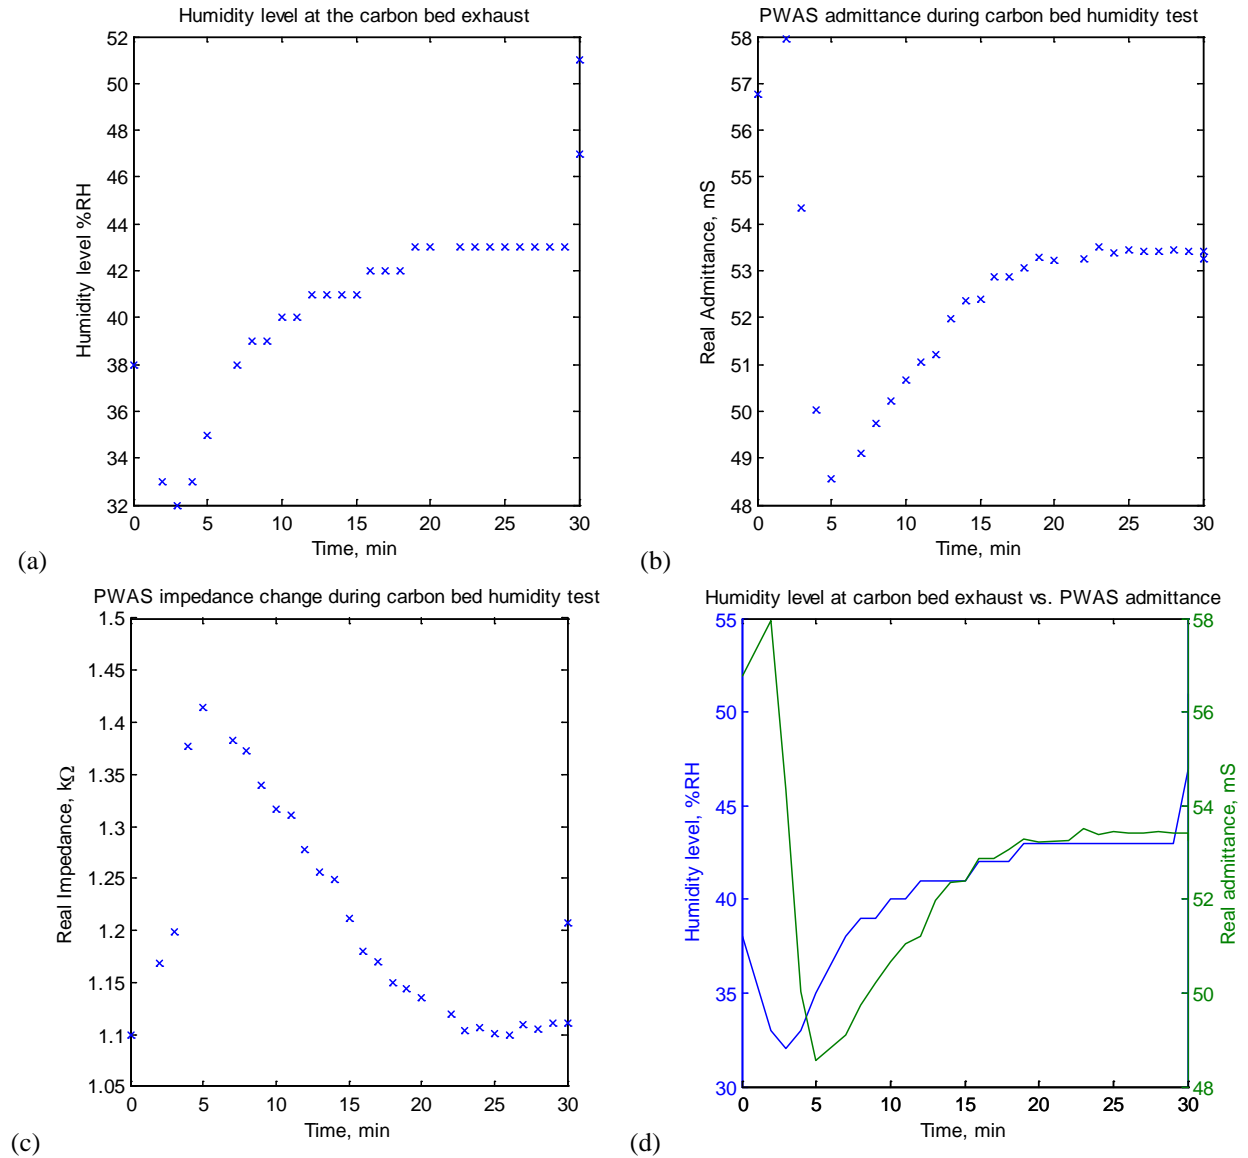 Humidity level at the carbon bed exhaust
52
50
48
46
44
42
40
38
36
34
32
0 5 10 15 20 25 30
Humidity level %RH
Time, min
(a)
PWAS admittance during carbon bed humidity test
58
57
56
55
54
53
52
51
50
49
48
0 5 10 15 20 25 30
Real Admittance, mS
Time, min
(b)
PWAS impedance change during carbon bed humidity test
1.5
1.45
1.4
1.35
1.3
1.25
1.2
1.15
1.1
1.05
0 5 10 15 20 25 30
Real Impedance, kΩ
Time, min
(c)
Humidity level at carbon bed exhaust vs. PWAS admittance
55
50
45
40
35
30
Humidity level, %RH
0 5 10 15 20 25 30
Time, min
58
56
54
52
50
48
Real admittance, mS
(d)